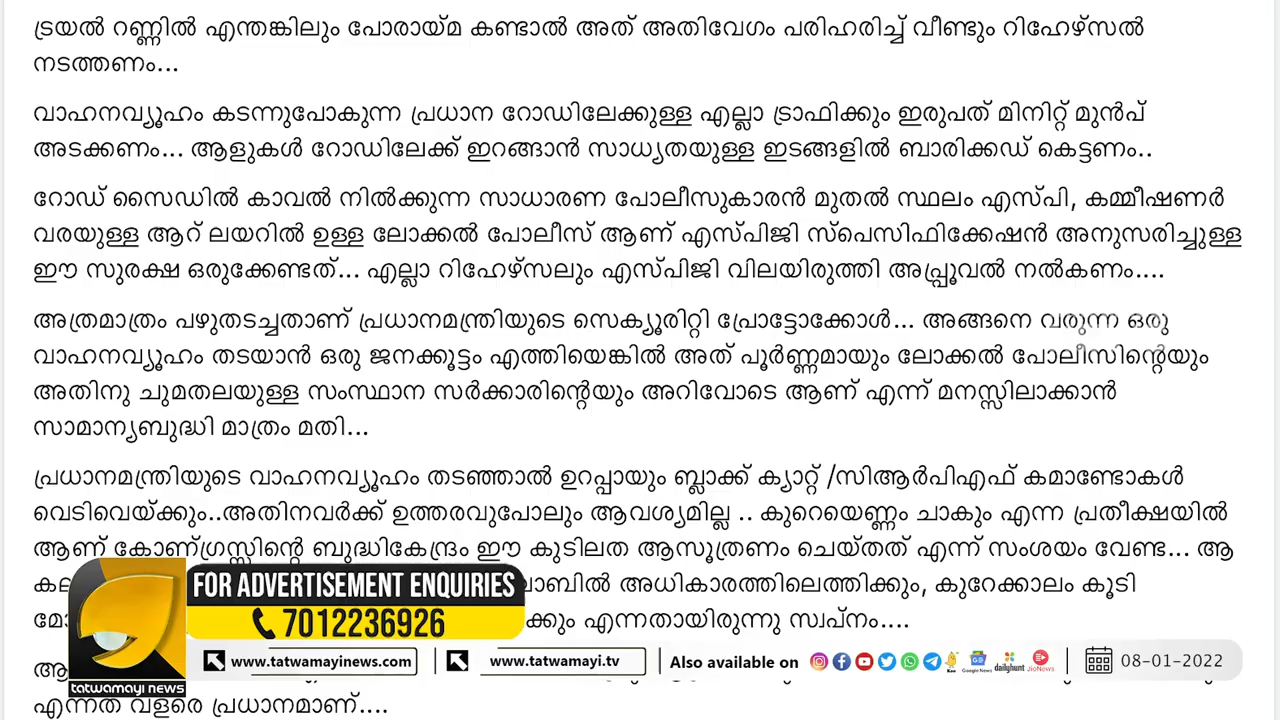 ട്രയൽ റണ്ണിൽ എന്തങ്കിലും പോരായ്മ കണ്ടാൽ അത് അതിവേഗം പരിഹരിച്ച് വീണ്ടും റിഹേഴ്സൽ
നടത്തണം...
വാഹനവ്യൂഹം കടന്നുപോകുന്ന പ്രധാന റോഡിലേക്കുള്ള എല്ലാ ട്രാഫിക്കും ഇരുപത് മിനിറ്റ് മുൻപ്
അടക്കണം... ആളുകൾ റോഡിലേക്ക് ഇറങ്ങാൻ സാധ്യതയുള്ള ഇടങ്ങളിൽ ബാരിക്കഡ് കെട്ടണം..
റോഡ് സൈഡിൽ കാവൽ നിൽക്കുന്ന സാധാരണ പോലീസുകാരൻ മുതൽ സ്ഥലം എസ്പി, കമ്മീഷണർ
വരയുള്ള ആറ് ലയറിൽ ഉള്ള ലോക്കൽ പോലീസ് ആണ് എസ്പിജി സ്പെസിഫിക്കേഷൻ അനുസരിച്ചുള്ള
ഈ സുരക്ഷ ഒരുക്കേണ്ടത്... എല്ലാ റിഹേഴ്സലും എസ്പിജി വിലയിരുത്തി അപ്പ്രൂവൽ നൽകണം....
അത്രമാത്രം പഴുതടച്ചതാണ് പ്രധാനമന്ത്രിയുടെ സെക്യൂരിറ്റി പ്രോട്ടോക്കോൾ... അങ്ങനെ വരുന്ന ഒരു
വാഹനവ്യൂഹം തടയാൻ ഒരു ജനക്കൂട്ടം എത്തിയെങ്കിൽ അത് പൂർണ്ണമായും ലോക്കൽ പോലീസിന്റെയും
അതിനു ചുമതലയുള്ള സംസ്ഥാന സർക്കാരിന്റെയും അറിവോടെ ആണ് എന്ന് മനസ്സിലാക്കാൻ
സാമാന്യബുദ്ധി മാത്രം മതി...
പ്രധാനമന്ത്രിയുടെ വാഹനവ്യൂഹം തടഞ്ഞാൽ ഉറപ്പായും ബ്ലാക്ക് ക്യാറ്റ് /സിആർപിഎഫ് കമാണ്ടോകൾ
വെടിവെയ്ക്കും..അതിനവർക്ക് ഉത്തരവുപോലും ആവശ്യമില്ല .. കുറെയെണ്ണം ചാകും എന്ന പ്രതീക്ഷയിൽ
ആണ് കോണ്ഗ്രസ്സിന്റെ ബുദ്ധികേന്ദ്രം ഈ കുടിലത ആസൂത്രണം ചെയ്തത് എന്ന് സംശയം വേണ്ട... ആ
അധികാരത്തിലെത്തിക്കും, കുറേക്കാലം കൂടി
എന്നതായിരുന്നു സ്വപ്നം....
എന്നത വളരെ പ്രധാനമാണ്....
FOR ADVERTISEMENT ENQUIRIES
7012236926
tatwamayi news
www.tatwamayinews.com
www.tatwamayi.tv
Also available on
Google News
dailyhunt
JioNews
08-01-2022